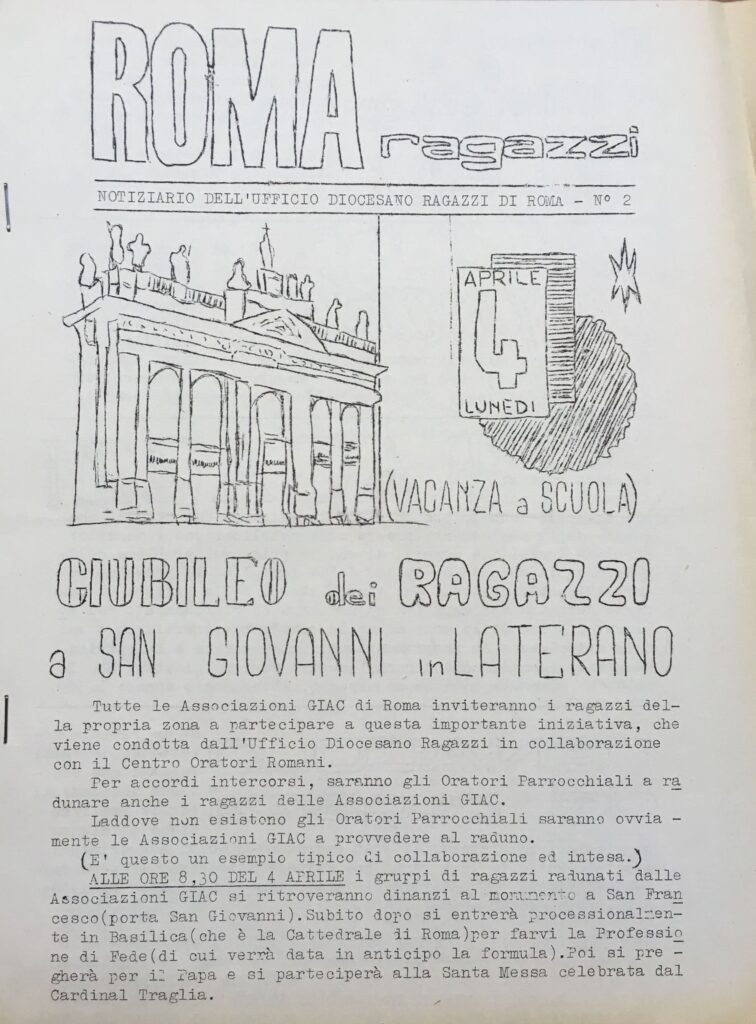 ROMA ragazzi
NOTIZIARIO DELL'UFFICIO DIOCESANO RAGAZZI DI ROMA - N° 2
APRILE
4
LUNEDI
(VACANZA a SCUOLA)
GIUBILEO dei RAGAZZI
a SAN GIOVANNI in LATERANO
Tutte le Associazioni GIAC di Roma inviteranno i ragazzi del-
la propria zona a partecipare a questa importante iniziativa, che
viene condotta dall'Ufficio Diocesano Ragazzi in collaborazione
con il Centro Oratori Romani.
Per accordi intercorsi, saranno gli Oratori Parrocchiali a ra
dunare anche i ragazzi delle Associazioni GIAC.
Laddove non esistono gli Oratori Parrocchiali saranno ovvia -
mente le Associazioni GIAC a provvedere al raduno.
(E' questo un esempio tipico di collaborazione ed intesa.)
ALLE ORE 8,30 DEL 4 APRILE i gruppi di ragazzi radunati dalle
Associazioni GIAC si ritroveranno dinanzi al monumento a San Fran
cesco(porta San Giovanni).Subito dopo si entrerà processionalmen-
te in Basilica(che è la Cattedrale di Roma)per farvi la Professio
ne di Fede(di cui verrà data in anticipo la formula).Poi si pre -
gherà per il Papa e si parteciperà alla Santa Messa celebrata dal
Cardinal Traglia.